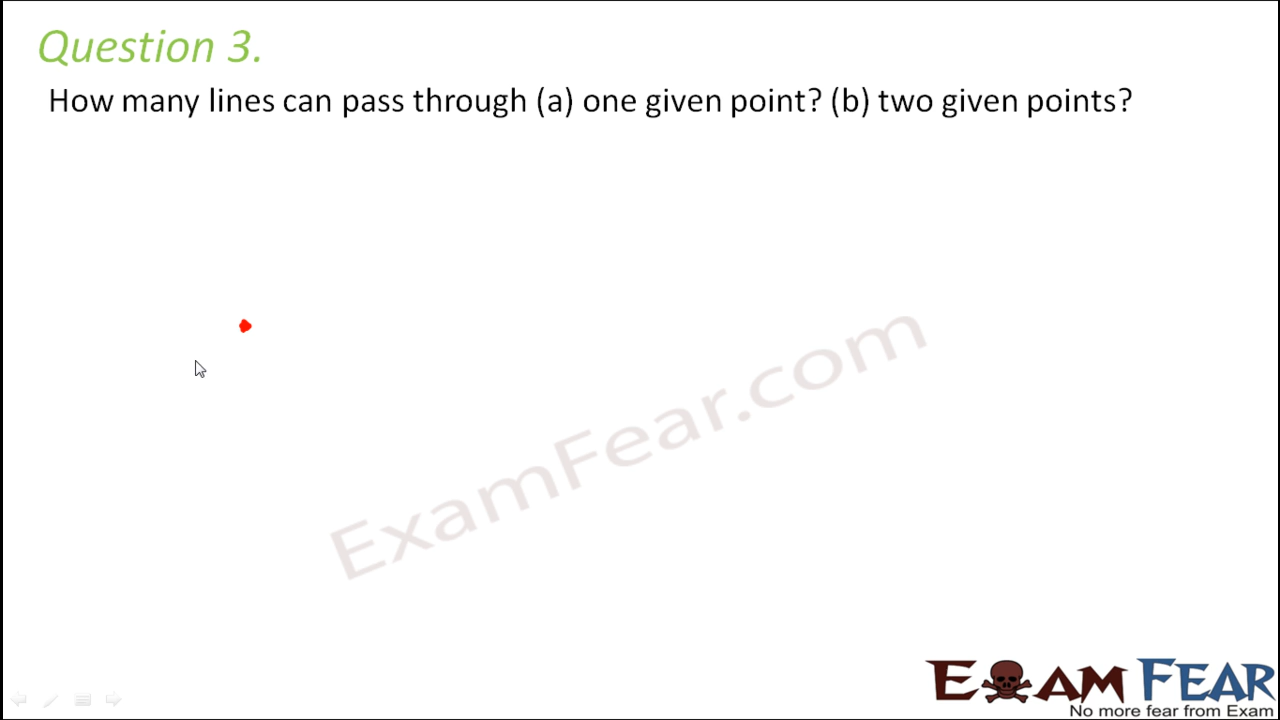 Question 3.
How many lines can pass through (a) one given point? (b) two given points?
ExamFear.com
EXAM FEAR
No more fear from Exam